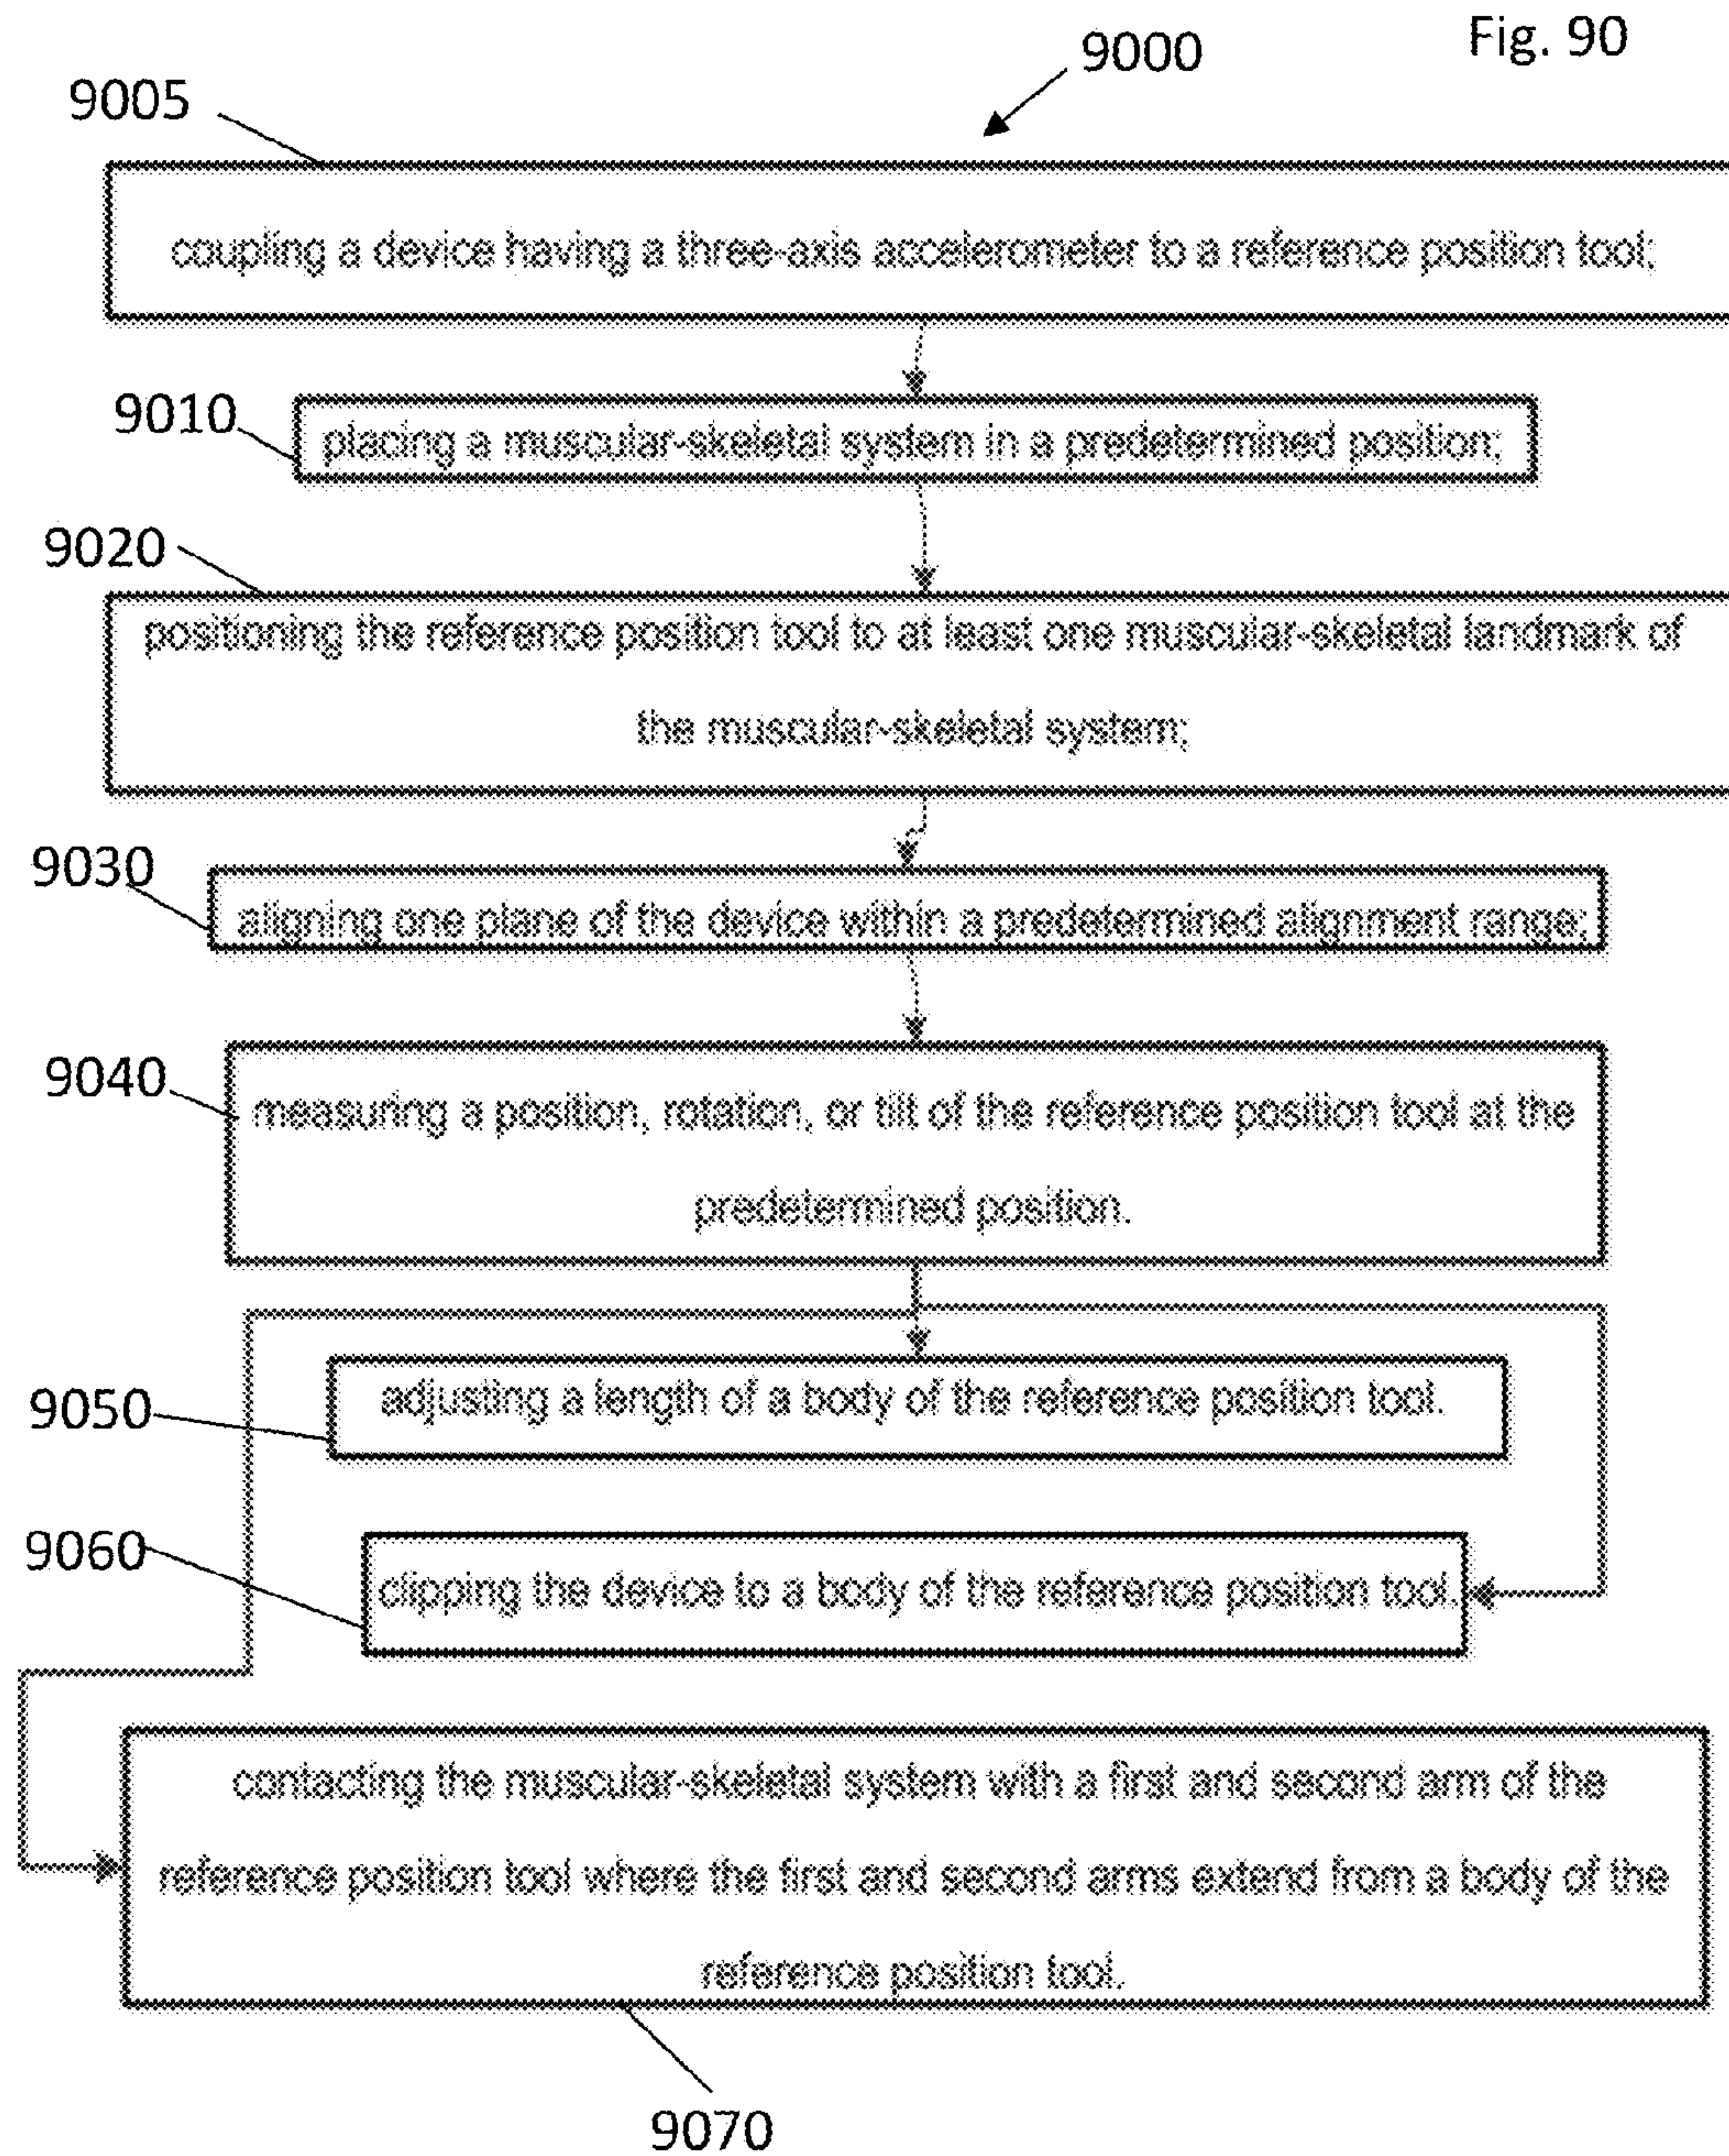 Fig. 90
9000
9005
coupling a device having a three-axis accelerometer to a reference position tool;
9010
placing a muscular-skeletal system in a predetermined position;
9020
positioning the reference position tool to at least one muscular-skeletal landmark of
the muscular-skeletal system;
9030
aligning one plane of the device within a predetermined alignment range;
9040
measuring a position, rotation, or tilt of the reference position tool at the
predetermined position.
9050
adjusting a length of a body of the reference position tool.
9060
clipping the device to a body of the reference position tool.
contacting the muscular-skeletal system with a first and second arm of the
reference position tool where the first and second arms extend from a body of the
reference position tool.
9070